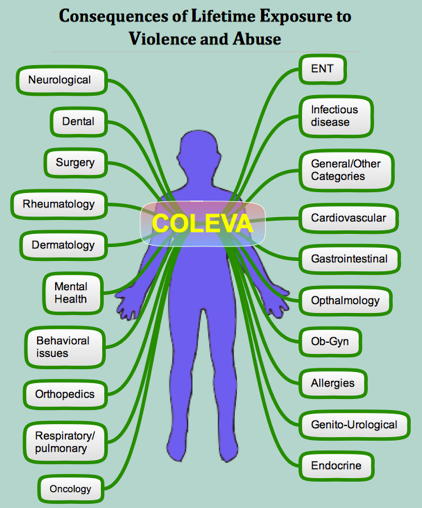 Consequences of Lifetime Exposure to
Violence and Abuse
Neurological
Dental
Surgery
Rheumatology
Dermatology
Mental
Health
Behavioral
issues
Orthopedics
Respiratory/
pulmonary
Oncology
COLEVA
ENT
Infectious
disease
General/Other
Categories
Cardiovascular
Gastrointestinal
Opthalmology
Ob-Gyn
Allergies
Genito-Urological
Endocrine